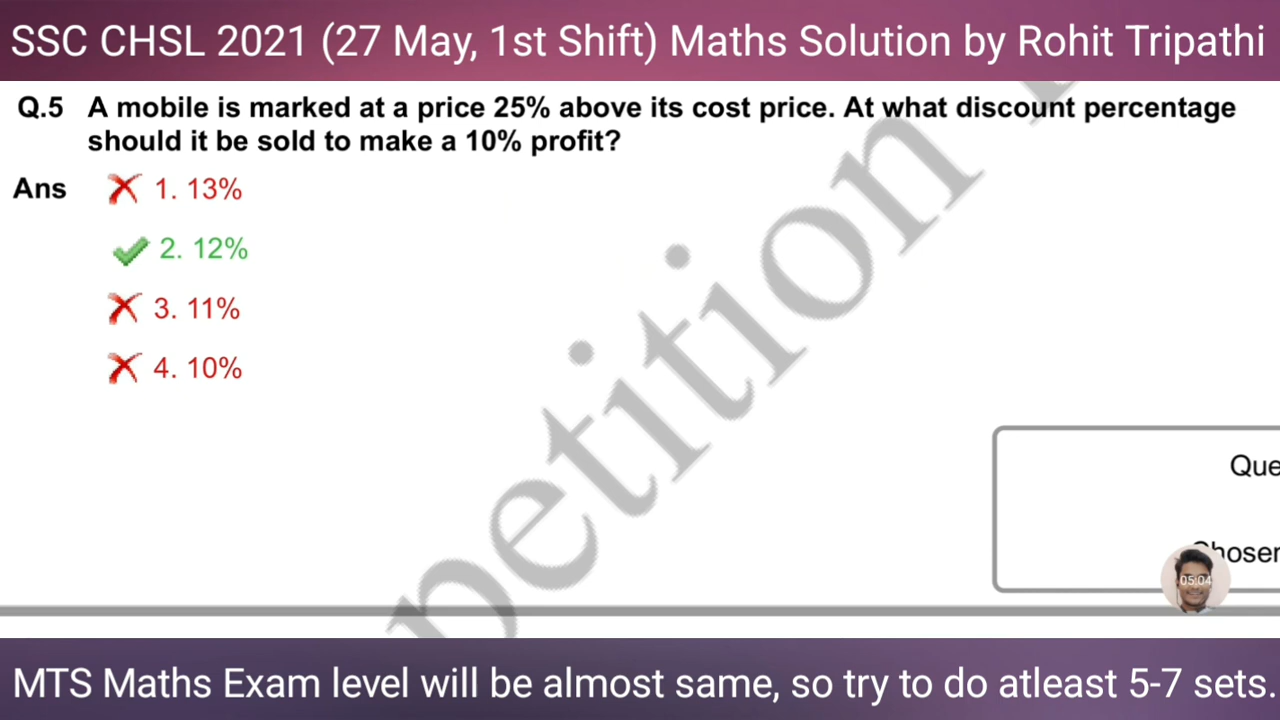 SSC CHSL 2021 (27 May, 1st Shift) Maths Solution by Rohit Tripathi
Q.5 A mobile is marked at a price 25% above its cost price. At what discount percentage
should it be sold to make a 10% profit?
Ans 1. 13%
2. 12%
3. 11%
4. 10%
petition
Que
Chosen
05:04
MTS Maths Exam level will be almost same, so try to do atleast 5-7 sets.